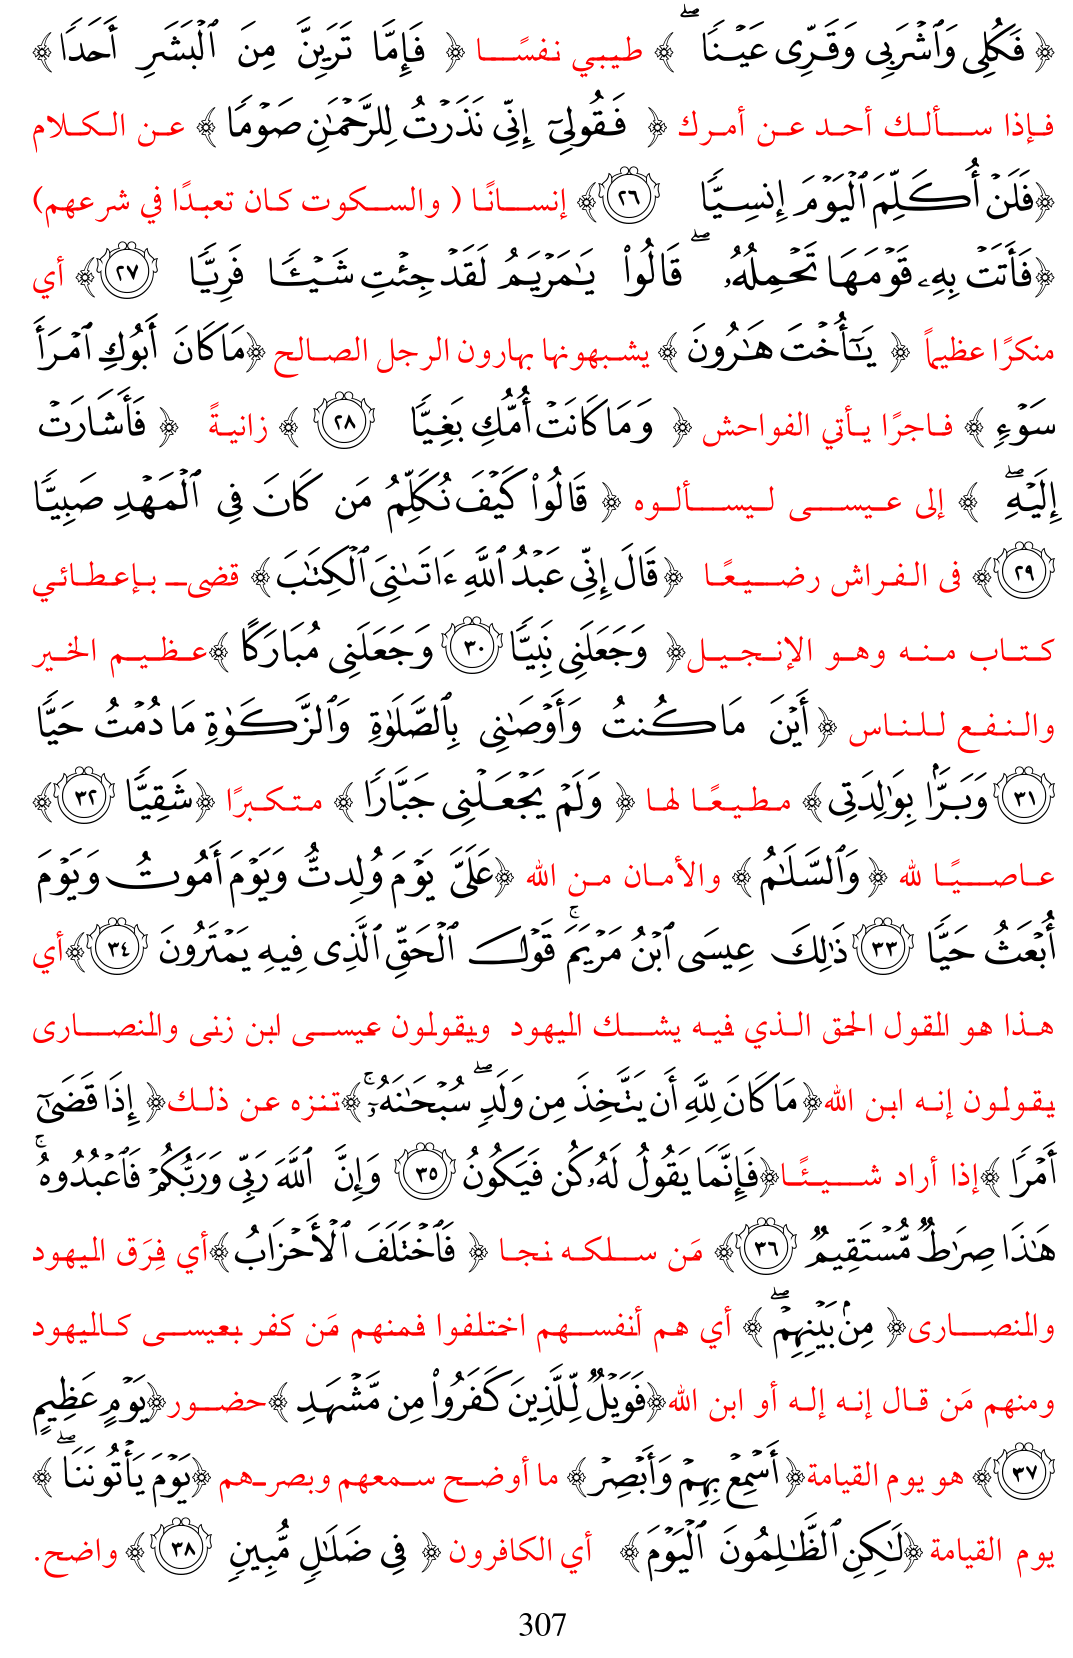 ﴿ فَكُلِى وَٱشْرَبِى وَقَرِّى عَيْنًا ۖ ﴾ طيبي نفسًا ﴿ فَإِمَّا تَرَيِنَّ مِنَ ٱلْبَشَرِ أَحَدًا ﴾
فإذا سألك أحد عن أمرك ﴿ فَقُولِىٓ إِنِّى نَذَرْتُ لِلرَّحْمَٰنِ صَوْمًا ﴾ عن الكلام
﴿فَلَنْ أُكَلِّمَ ٱلْيَوْمَ إِنسِيًّا ٢٦﴾ إنسانًا ( والسكوت كان تعبدًا في شرعهم)
﴿فَأَتَتْ بِهِۦ قَوْمَهَا تَحْمِلُهُۥ ۖ قَالُوا۟ يَٰمَرْيَمُ لَقَدْ جِئْتِ شَيْـًٔا فَرِيًّا ٢٧﴾ أي
منكرًا عظيماً ﴿ يَٰٓأُخْتَ هَٰرُونَ ﴾ يشبهونها بهارون الرجل الصالح ﴿مَا كَانَ أَبُوكِ ٱمْرَأَ
سَوْءٍ ﴾ فاجرًا يأتي الفواحش ﴿ وَمَا كَانَتْ أُمُّكِ بَغِيًّا ٢٨ ﴾ زانيةً ﴿ فَأَشَارَتْ
إِلَيْهِ ۖ ﴾ إلى عيسى ليسألوه ﴿ قَالُوا۟ كَيْفَ نُكَلِّمُ مَن كَانَ فِى ٱلْمَهْدِ صَبِيًّا
٢٩﴾ فى الفراش رضيعًا ﴿قَالَ إِنِّى عَبْدُ ٱللَّهِ ءَاتَىٰنِىَ ٱلْكِتَٰبَ﴾ قضى بإعطائي
كتاب منه وهو الإنجيل﴿ وَجَعَلَنِى نَبِيًّا ٣٠ وَجَعَلَنِى مُبَارَكًا ﴾عظيم الخير
والنفع للناس ﴿أَيْنَ مَا كُنتُ وَأَوْصَٰنِى بِٱلصَّلَوٰةِ وَٱلزَّكَوٰةِ مَا دُمْتُ حَيًّا
٣١ وَبَرًّۢا بِوَٰلِدَتِى﴾ مطيعًا لها ﴿ وَلَمْ يَجْعَلْنِى جَبَّارًا ﴾ متكبرًا ﴿شَقِيًّا ٣٢﴾
عاصيًا لله ﴿ وَٱلسَّلَٰمُ ﴾ والأمان من الله ﴿عَلَىَّ يَوْمَ وُلِدتُّ وَيَوْمَ أَمُوتُ وَيَوْمَ
أُبْعَثُ حَيًّا ٣٣ ذَٰلِكَ عِيسَى ٱبْنُ مَرْيَمَ ۚ قَوْلَ ٱلْحَقِّ ٱلَّذِى فِيهِ يَمْتَرُونَ ٣٤﴾أي
هذا هو المقول الحق الذي فيه يشك اليهود ويقولون عيسى ابن زنى والنصارى
يقولون إنه ابن الله﴿مَا كَانَ لِلَّهِ أَن يَتَّخِذَ مِن وَلَدٍ ۖ سُبْحَٰنَهُۥٓ ۚ ﴾تنزه عن ذلك﴿ إِذَا قَضَىٰٓ
أَمْرًا ﴾إذا أراد شيئًا﴿فَإِنَّمَا يَقُولُ لَهُۥ كُن فَيَكُونُ ٣٥ وَإِنَّ ٱللَّهَ رَبِّى وَرَبُّكُمْ فَٱعْبُدُوهُ ۚ
هَٰذَا صِرَٰطٌ مُّسْتَقِيمٌ ٣٦﴾ مَن سلكه نجا ﴿ فَٱخْتَلَفَ ٱلْأَحْزَابُ﴾أي فِرَق اليهود
والنصارى﴿ مِنۢ بَيْنِهِمْ ۖ ﴾ أي هم أنفسهم اختلفوا فمنهم مَن كفر بعيسى كاليهود
ومنهم مَن قال إنه إله أو ابن الله﴿فَوَيْلٌ لِّلَّذِينَ كَفَرُوا۟ مِن مَّشْهَدِ ﴾حضور﴿يَوْمٍ عَظِيمٍ
٣٧﴾ هو يوم القيامة﴿أَسْمِعْ بِهِمْ وَأَبْصِرْ﴾ ما أوضح سمعهم وبصرهم ﴿يَوْمَ يَأْتُونَنَا ۖ ﴾
يوم القيامة ﴿لَٰكِنِ ٱلظَّٰلِمُونَ ٱلْيَوْمَ ﴾ أي الكافرون ﴿ فِى ضَلَٰلٍ مُّبِينٍ ٣٨ ﴾ واضح.
307